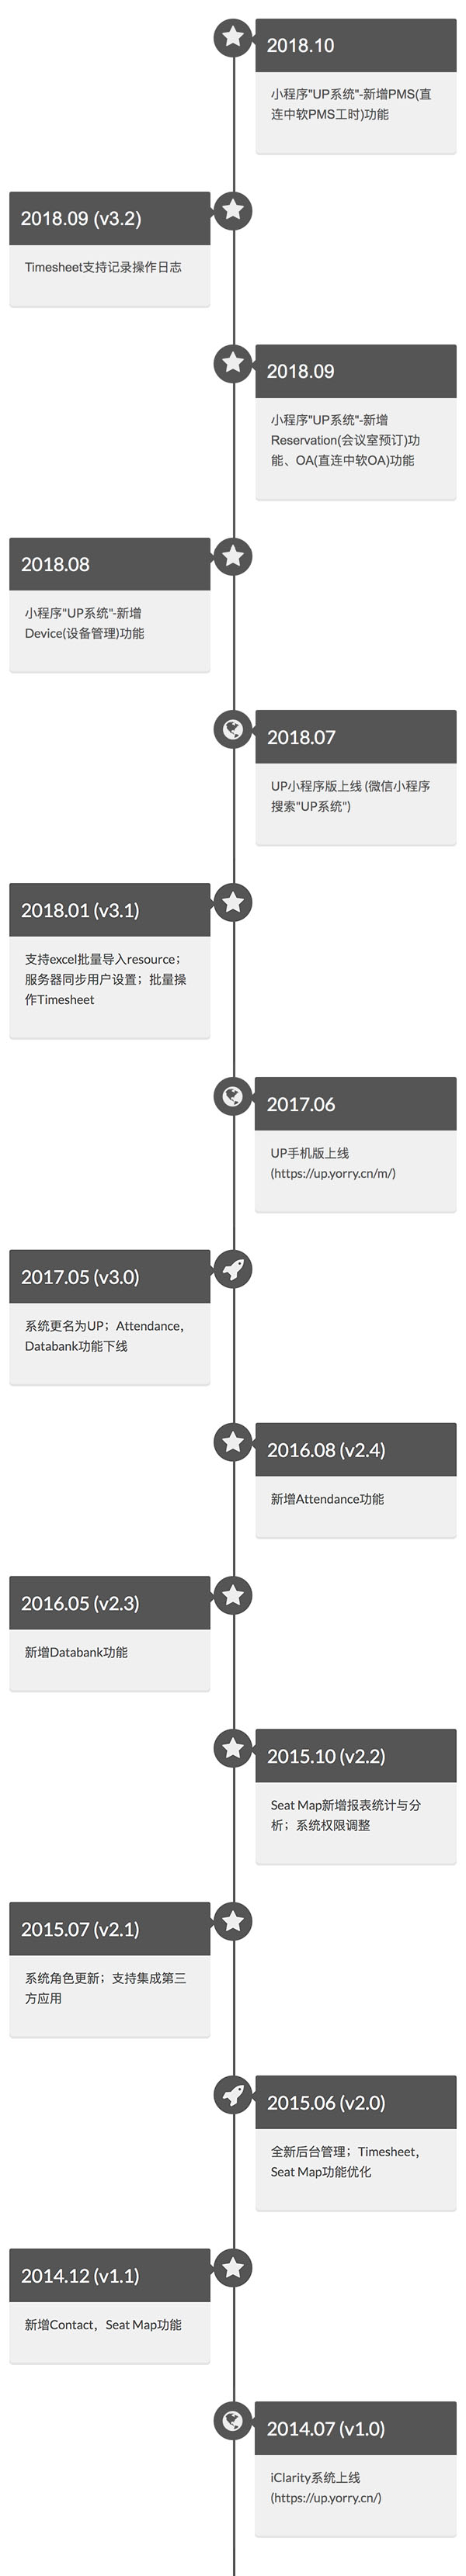 2018.10
小程序"UP系统"-新增PMS(直
连中软PMS工时)功能
2018.09 (v3.2)
Timesheet支持记录操作日志
2018.09
小程序"UP系统"-新增
Reservation(会议室预订)功
能、OA(直连中软OA)功能
2018.08
小程序"UP系统"-新增
Device(设备管理)功能
2018.07
UP小程序版上线 (微信小程序
搜索"UP系统")
2018.01 (v3.1)
支持excel批量导入resource；
服务器同步用户设置；批量操
作Timesheet
2017.06
UP手机版上线
(https://up.yorry.cn/m/)
2017.05 (v3.0)
系统更名为UP；Attendance，
Databank功能下线
2016.08 (v2.4)
新增Attendance功能
2016.05 (v2.3)
新增Databank功能
2015.10 (v2.2)
Seat Map新增报表统计与分
析；系统权限调整
2015.07 (v2.1)
系统角色更新；支持集成第三
方应用
2015.06 (v2.0)
全新后台管理；Timesheet，
Seat Map功能优化
2014.12 (v1.1)
新增Contact，Seat Map功能
2014.07 (v1.0)
iClarity系统上线
(https://up.yorry.cn/)